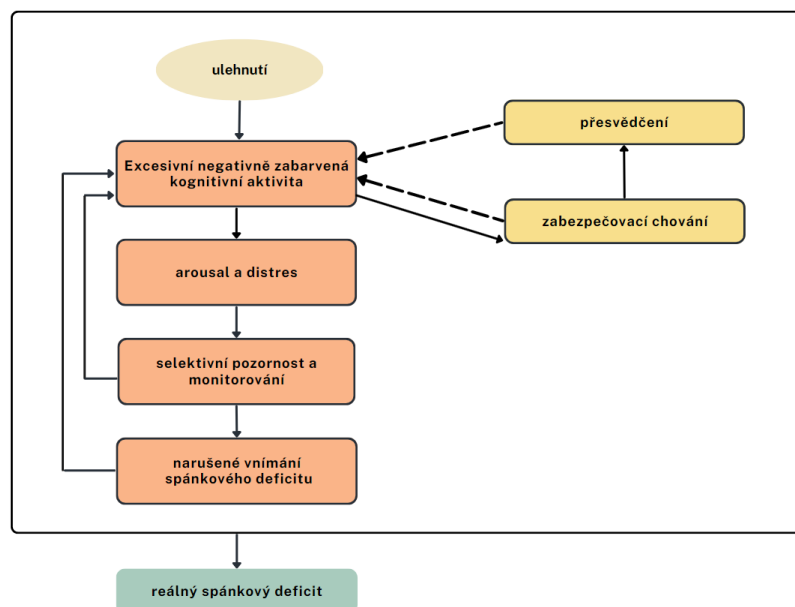 ulehnutí
přesvědčení
Excesivní negativně zabarvená
kognitivní aktivita
zabezpečovací chování
arousal a distres
selektivní pozornost a
monitorování
narušené vnímání
spánkového deficitu
reálný spánkový deficit